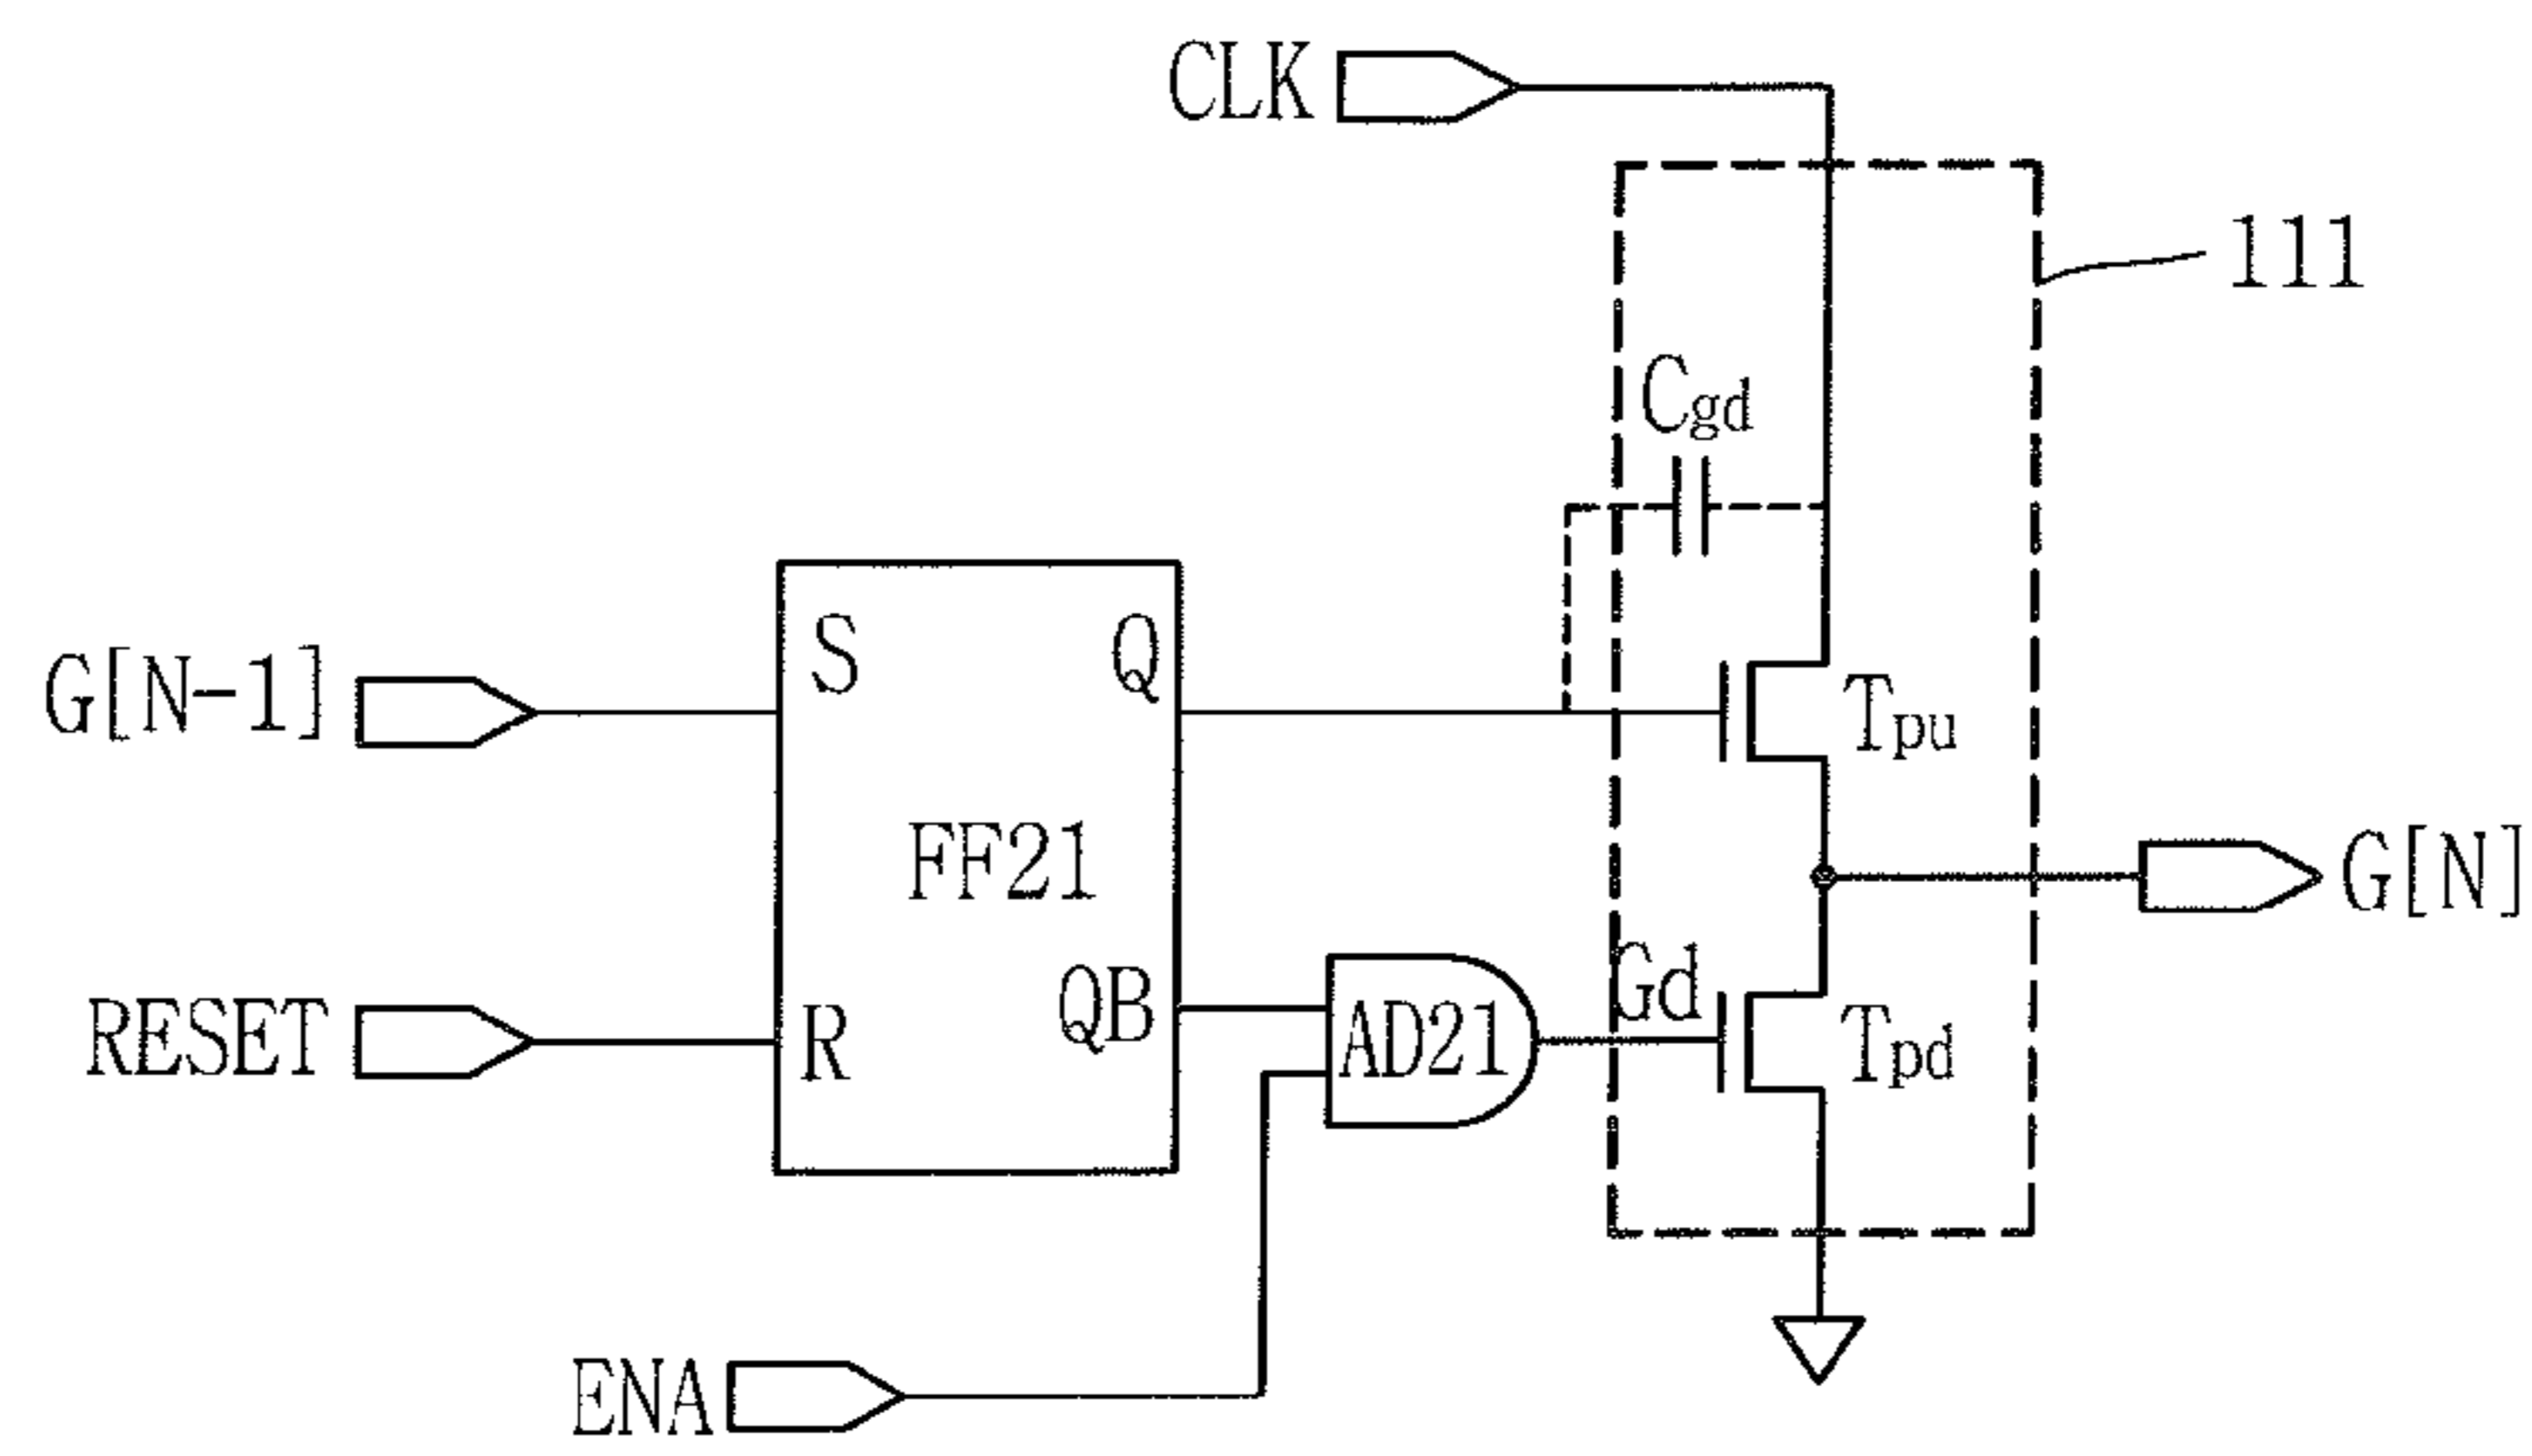 CLK
111
Cgd
G[N-1]
S
Q
Tpu
FF21
G[N]
Gd
RESET
R
QB
AD21
Tpd
ENA